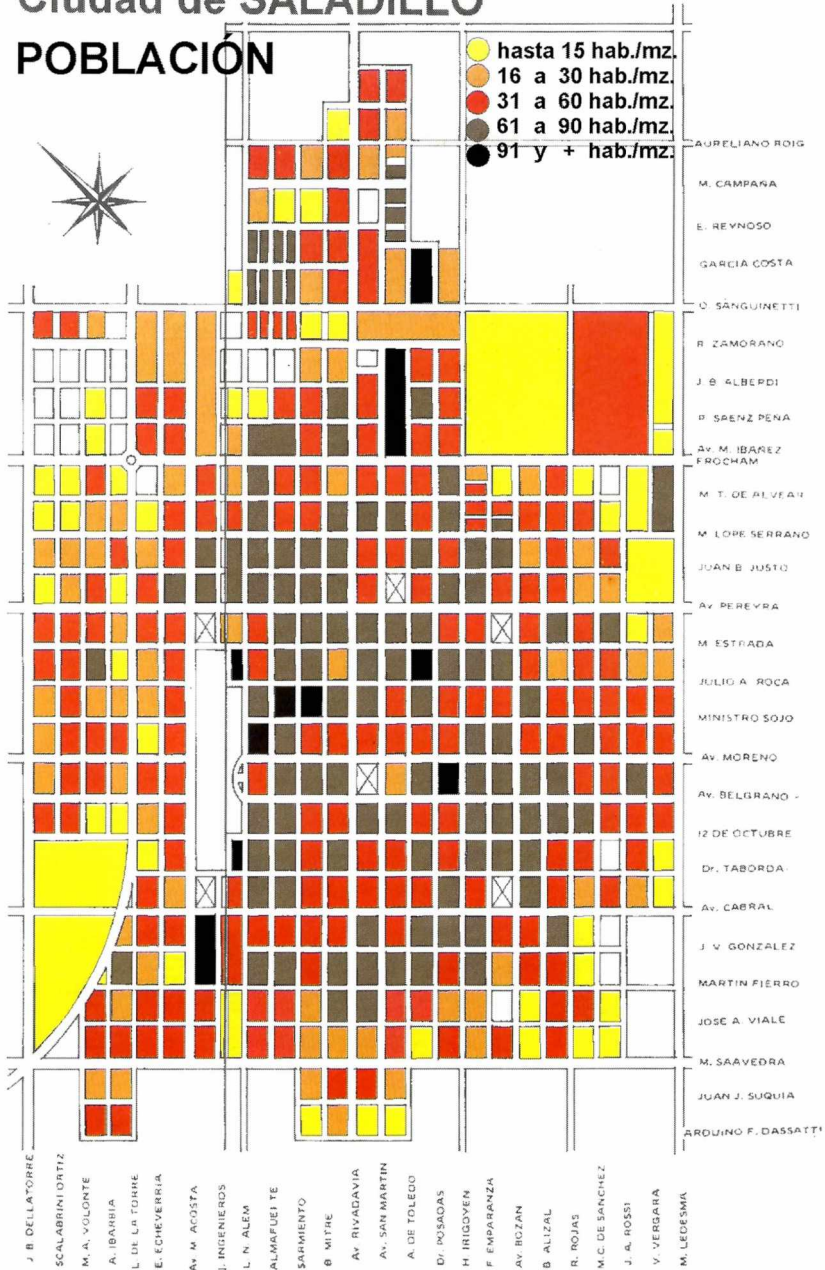 Ciudad de SALADILLO
POBLACIÓN
hasta 15 hab./mz.
16 a 30 hab./mz.
31 a 60 hab./mz.
61 a 90 hab./mz.
91 y + hab./mz.
AURELIANO ROIG
M. CAMPAÑA
E. REYNOSO
GARCIA COSTA
O. SANGUINETTI
R. ZAMORANO
J. B. ALBERDI
R. SAENZ PEÑA
Av. M. IBAÑEZ
FROCHAM
M. T. DE ALVEAR
M. LOPE SERRANO
JUAN B. JUSTO
Av. PEREYRA
M. ESTRADA
JULIO A. ROCA
MINISTRO SOJO
Av. MORENO
Av. BELGRANO -
12 DE OCTUBRE
Dr. TABORDA
Av. CABRAL
J. V. GONZALEZ
MARTIN FIERRO
JOSE A. VIALE
M. SAAVEDRA
JUAN J. SUQUIA
ARDUINO F. DASSATTI
J. B. DELLATORRE
SCALABRINI ORTIZ
M. A. VOLONTE
A. IBARBIA
L. DE LA TORRE
E. ECHEVERRIA
Av. M. ACOSTA
J. INGENIEROS
L. N. ALEM
ALMAFUERTE
SARMIENTO
B. MITRE
Av. RIVADAVIA
Av. SAN MARTIN
A. DE TOLEDO
Dr. POSADAS
H. IRIGOYEN
F. EMPARANZA
Av. BOZAN
B. ALIZAL
R. ROJAS
M.C. DE SANCHEZ
J. A. ROSSI
V. VERGARA
M. LEDESMA